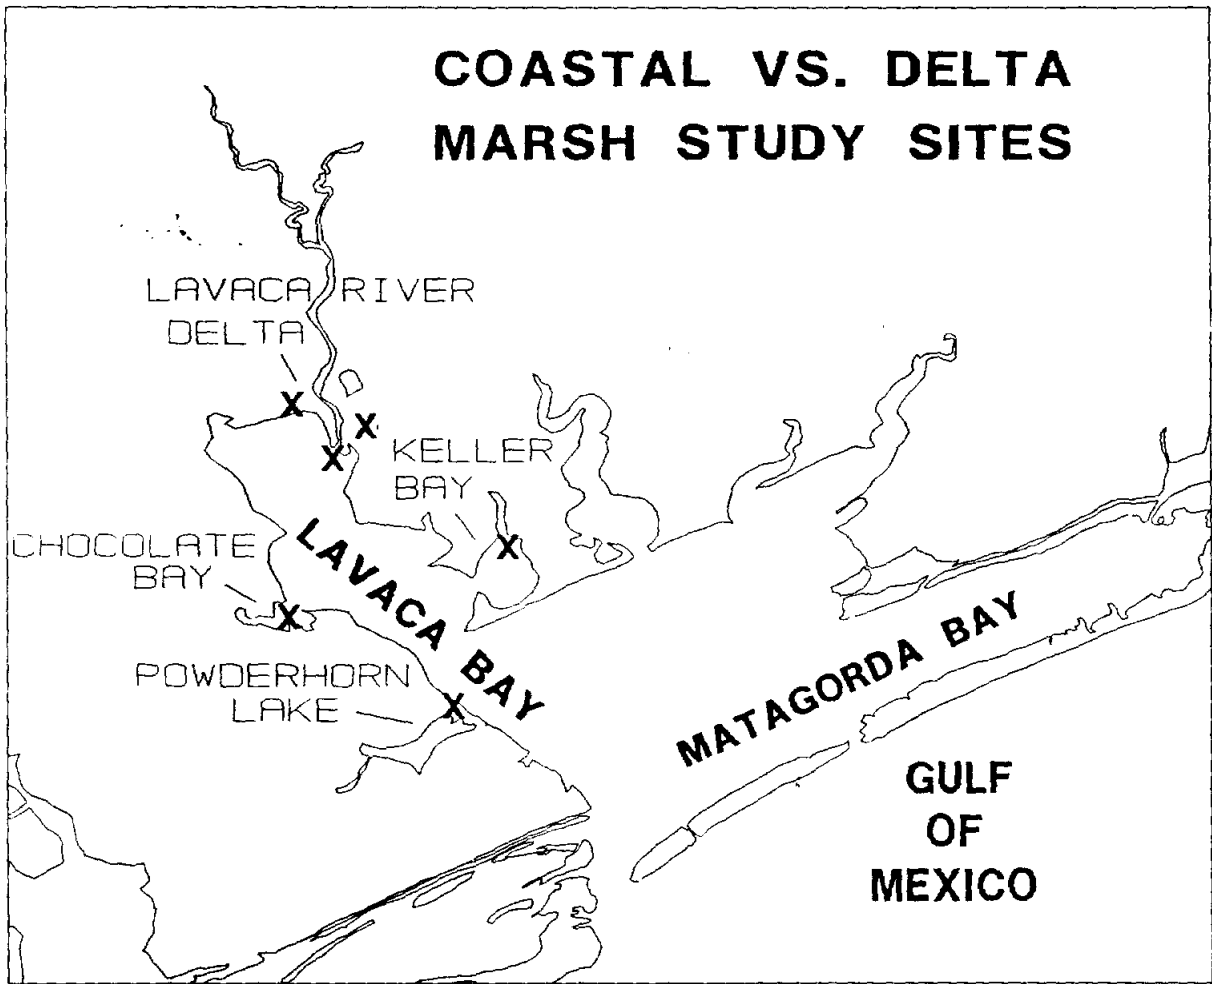 COASTAL VS. DELTA
MARSH STUDY SITES
LAVACA RIVER
DELTA
X
X
X
KELLER
BAY
X
CHOCOLATE
BAY
X
LAVACA BAY
POWDERHORN
LAKE
X
MATAGORDA BAY
GULF
OF
MEXICO